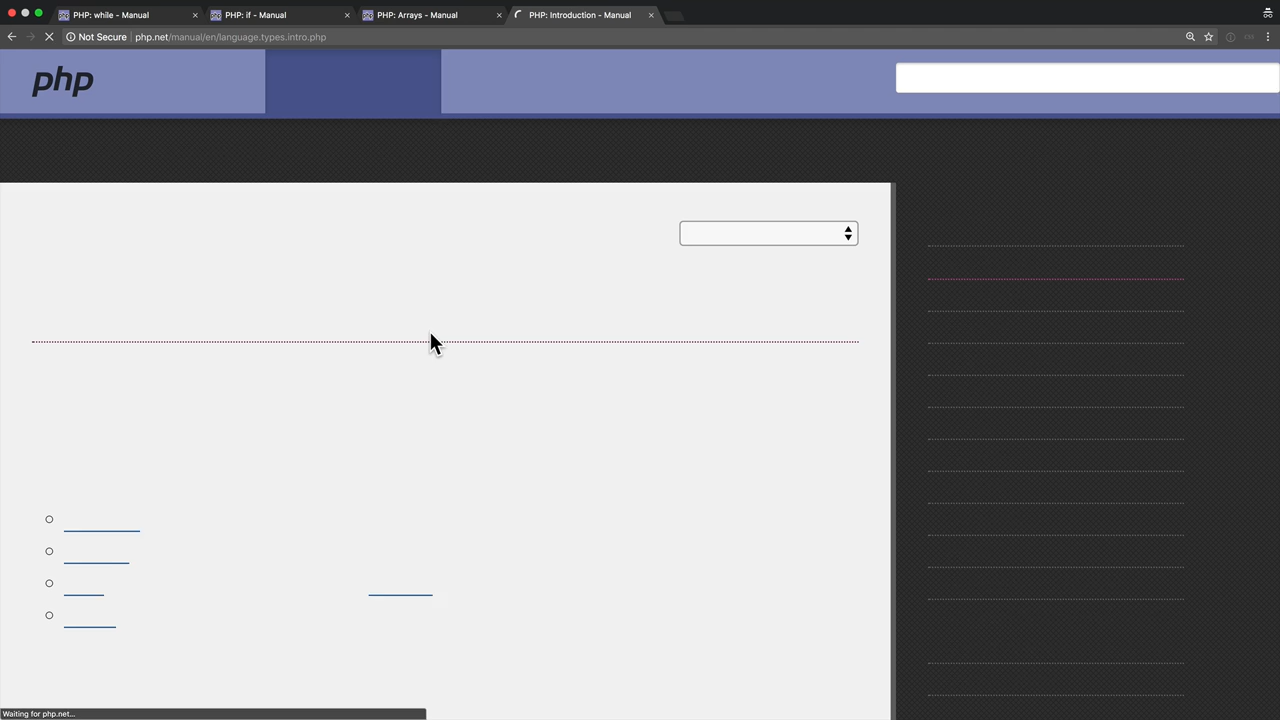 PHP: while - Manual
PHP: if - Manual
PHP: Arrays - Manual
PHP: Introduction - Manual
Not Secure
php.net/manual/en/language.types.intro.php
php
Waiting for php.net...